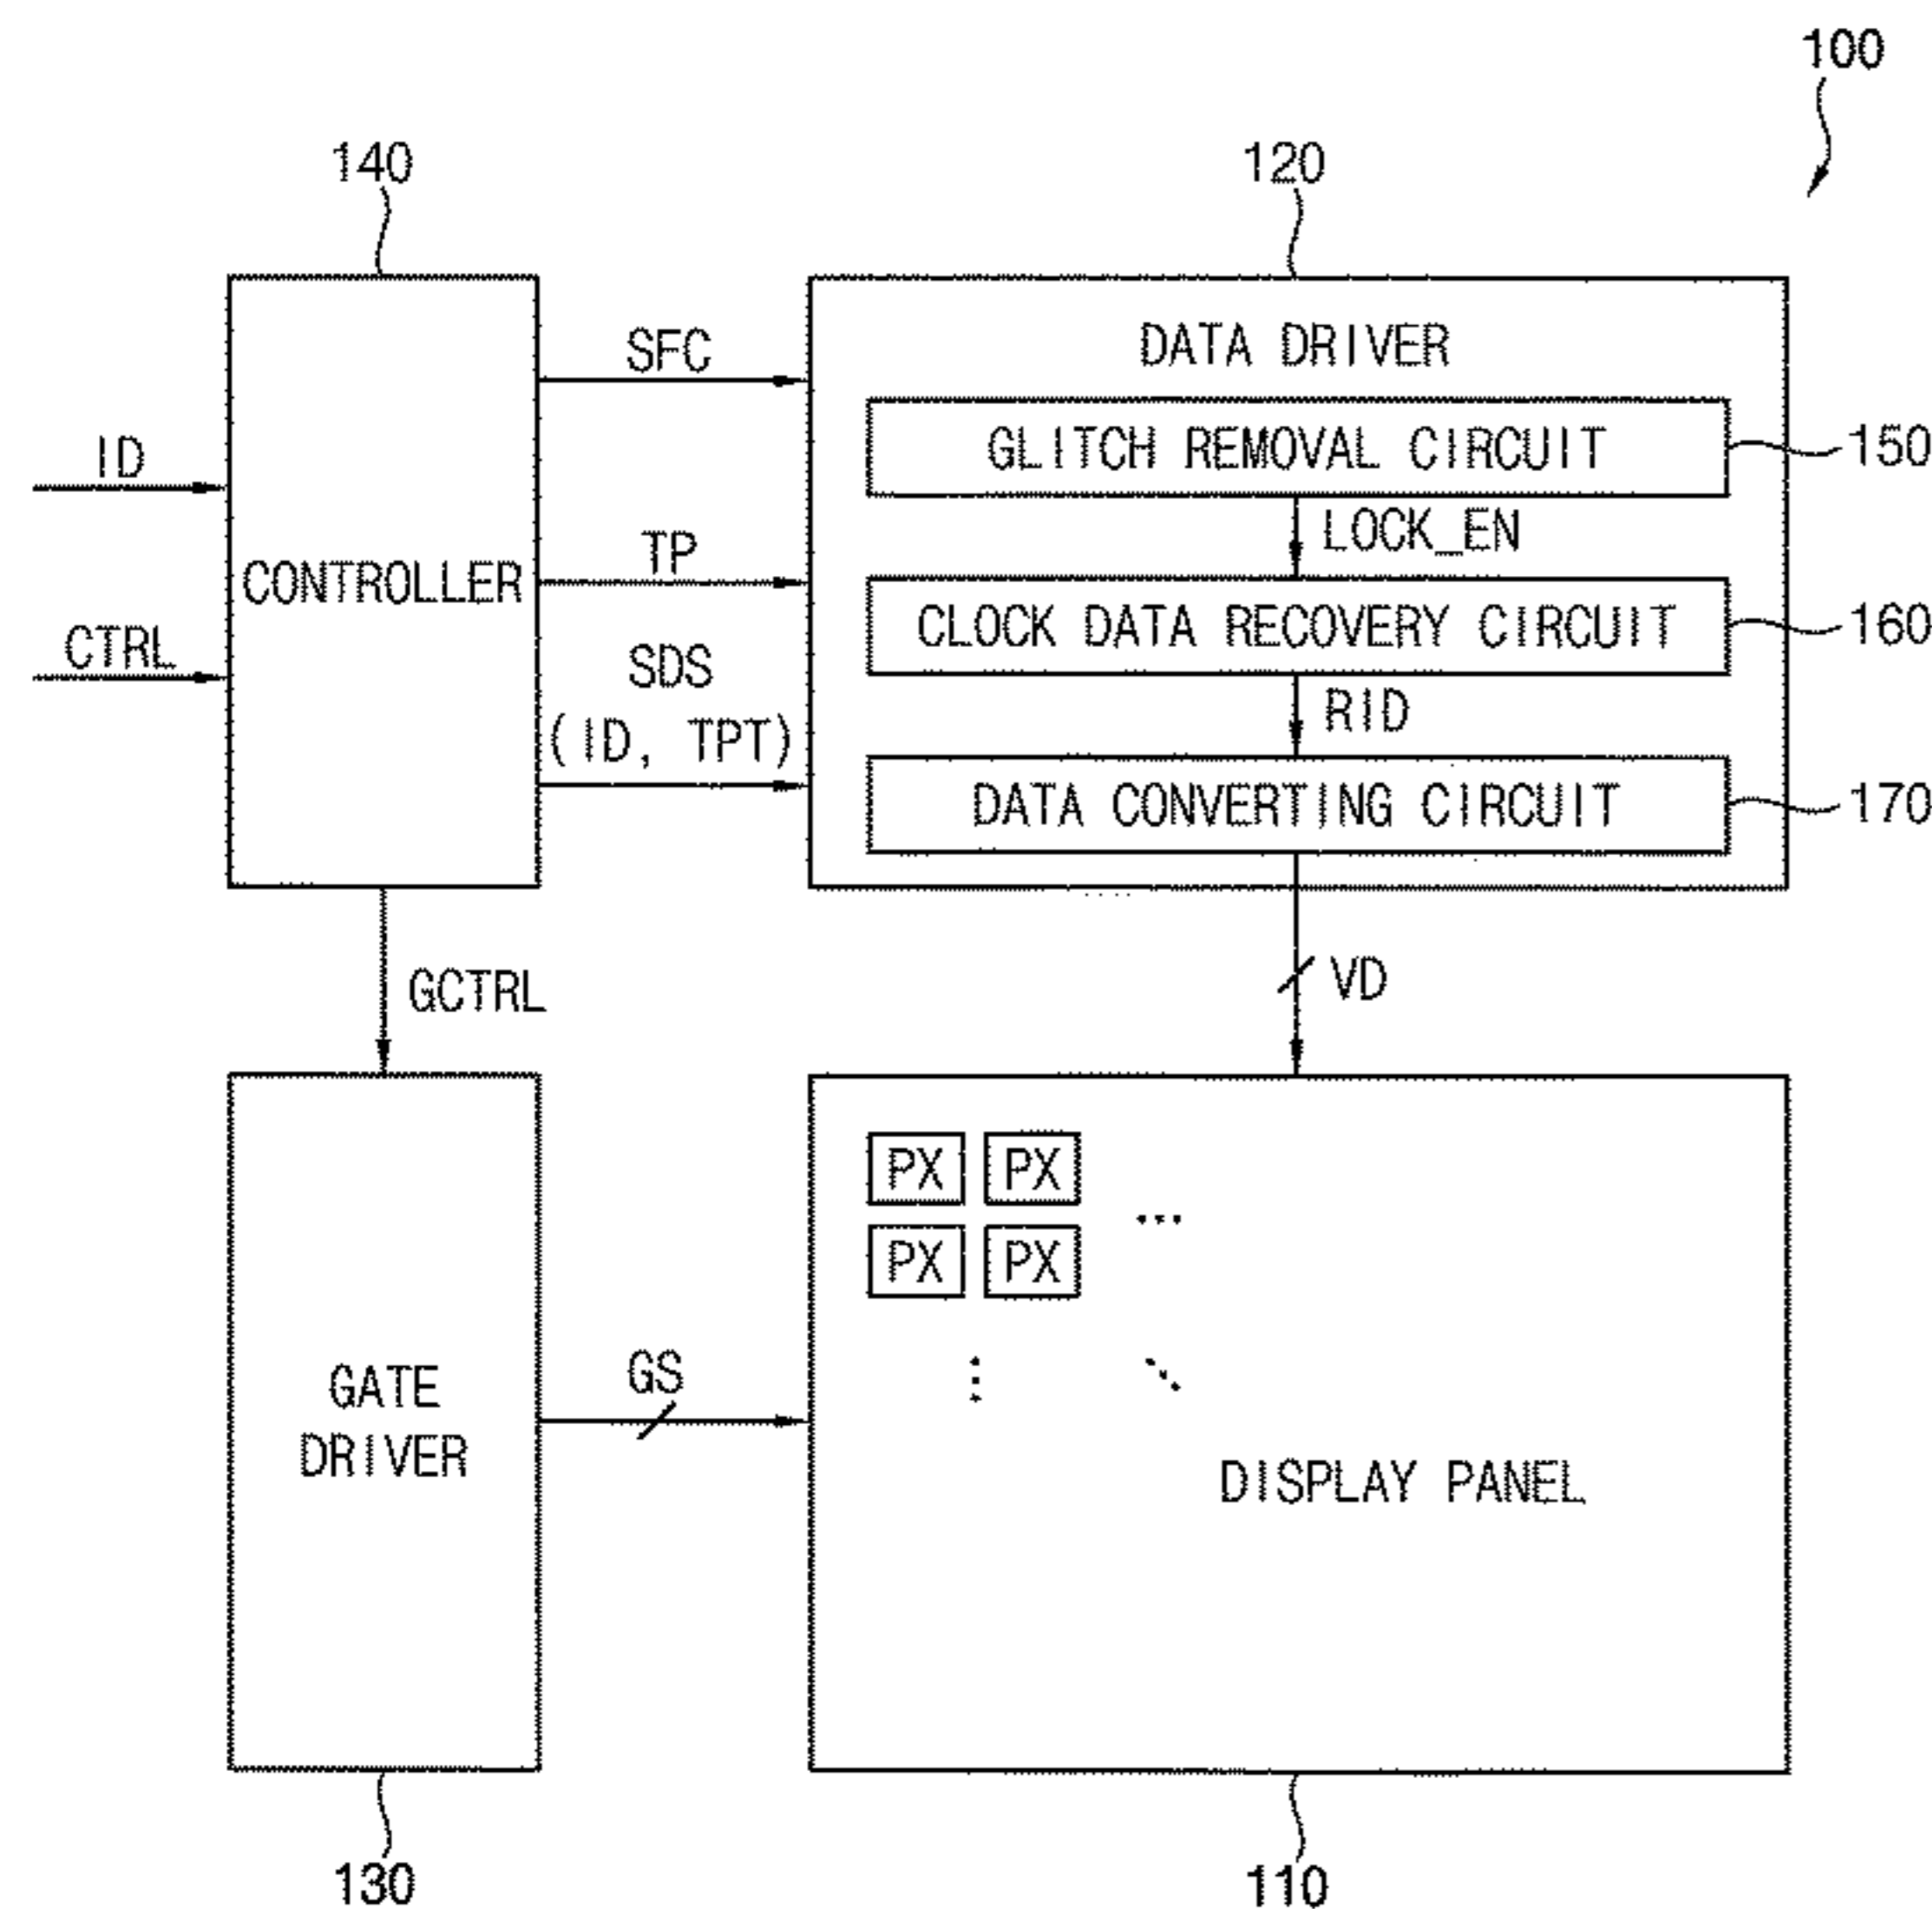 100
140
120
SFC
DATA DRIVER
ID
GLITCH REMOVAL CIRCUIT
150
LOCK_EN
TP
CONTROLLER
CLOCK DATA RECOVERY CIRCUIT
160
CTRL
SDS
(ID, TPT)
RID
DATA CONVERTING CIRCUIT
170
GCTRL
VD
PX PX
...
PX PX
GS
GATE
DRIVER
DISPLAY PANEL
130
110